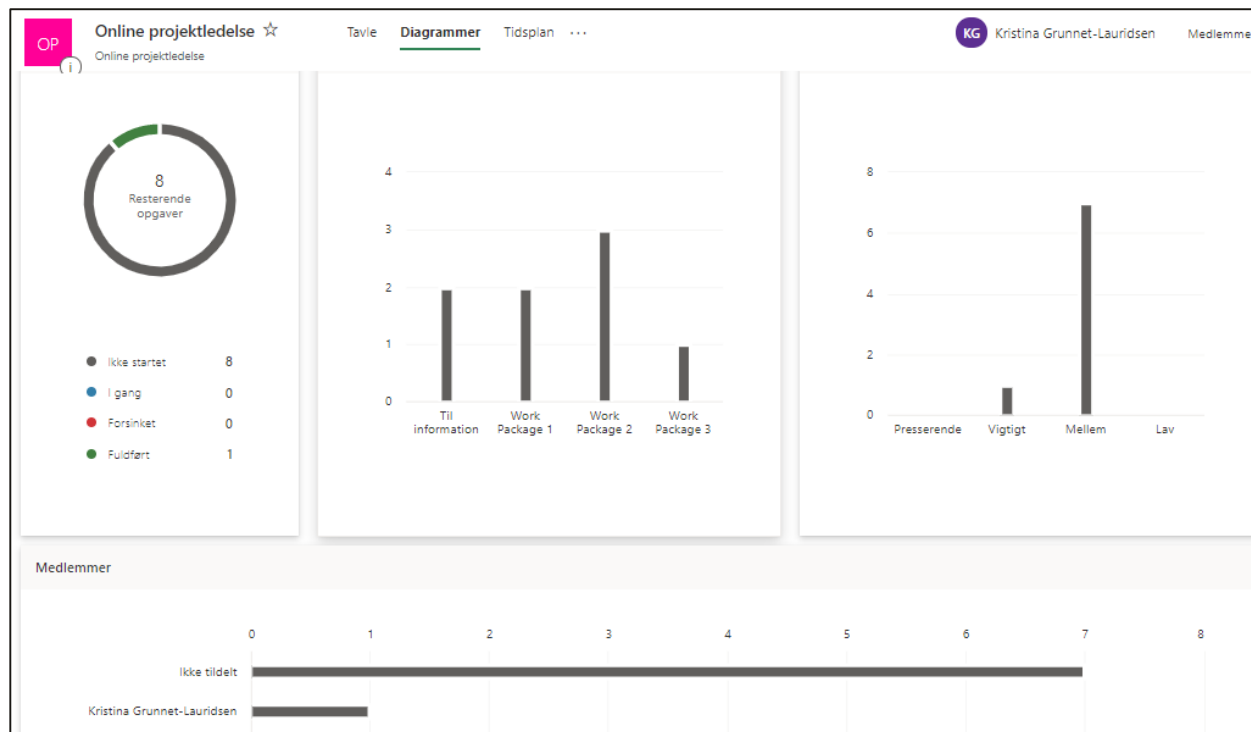 OP
Online projektledelse
Online projektledelse
Tavle Diagrammer Tidsplan ...
KG Kristina Grunnet-Lauridsen Medlemme
8
Resterende
opgaver
Ikke startet 8
I gang 0
Forsinket 0
Fuldført 1
4
3
2
1
0
Til
information
Work
Package 1
Work
Package 2
Work
Package 3
8
6
4
2
0
Presserende Vigtigt Mellem Lav
Medlemmer
0 1 2 3 4 5 6 7 8
Ikke tildelt
Kristina Grunnet-Lauridsen